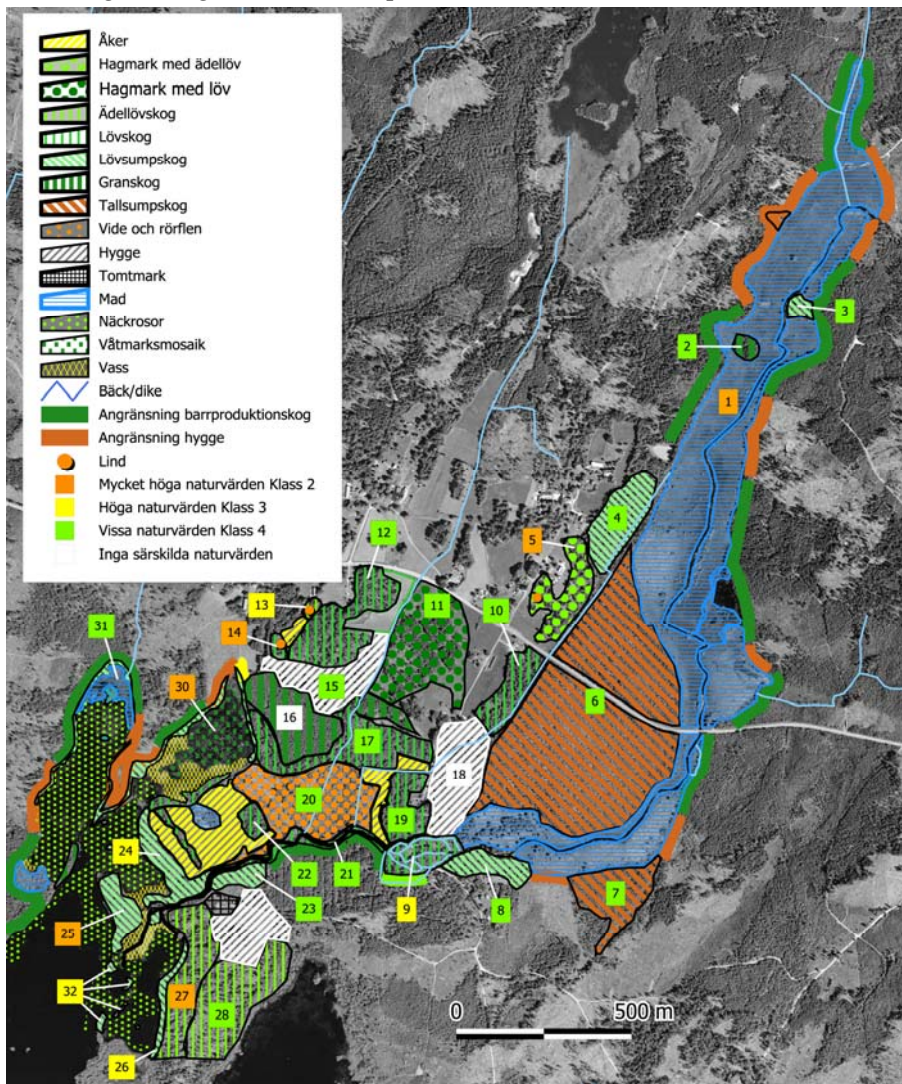 Åker
Hagmark med ädellöv
Hagmark med löv
Ädellövskog
Lövskog
Lövsumpskog
Granskog
Tallsumpskog
Vide och rörflen
Hygge
Tomtmark
Mad
Näckrosor
Våtmarksmosaik
Vass
Bäck/dike
Angränsning barrproduktionskog
Angränsning hygge
Lind
Mycket höga naturvärden Klass 2
Höga naturvärden Klass 3
Vissa naturvärden Klass 4
Inga särskilda naturvärden
3
2
1
4
5
12
13
11
10
14
31
30
15
16
6
17
18
20
19
24
22
21
23
9
8
7
25
32
27
28
26
0 500 m